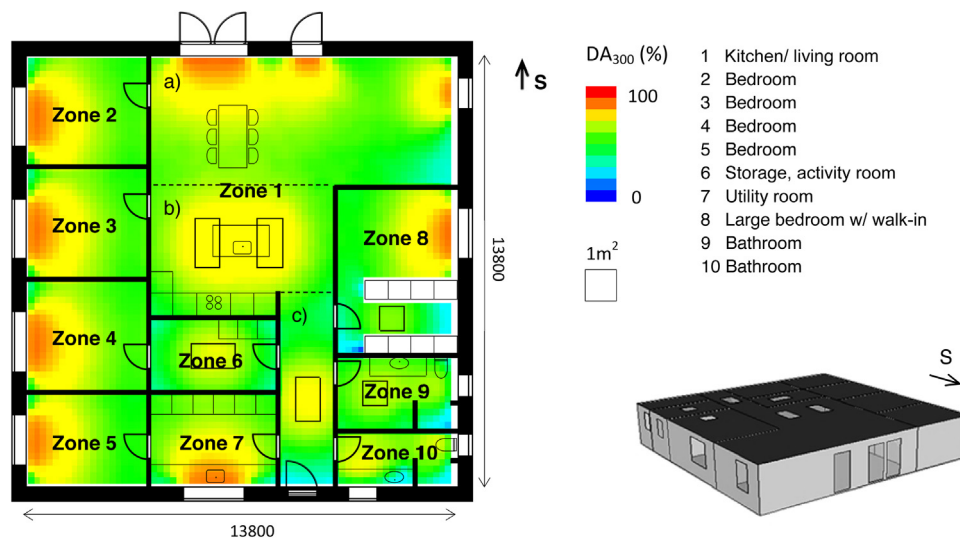 a)
Zone 2
Zone 1
Zone 3
b)
Zone 8
c)
Zone 4
Zone 6
Zone 9
Zone 5
Zone 7
Zone 10
13800
13800
S
DA300 (%)
100
0
1m²
1 Kitchen/ living room
2 Bedroom
3 Bedroom
4 Bedroom
5 Bedroom
6 Storage, activity room
7 Utility room
8 Large bedroom w/ walk-in
9 Bathroom
10 Bathroom
S